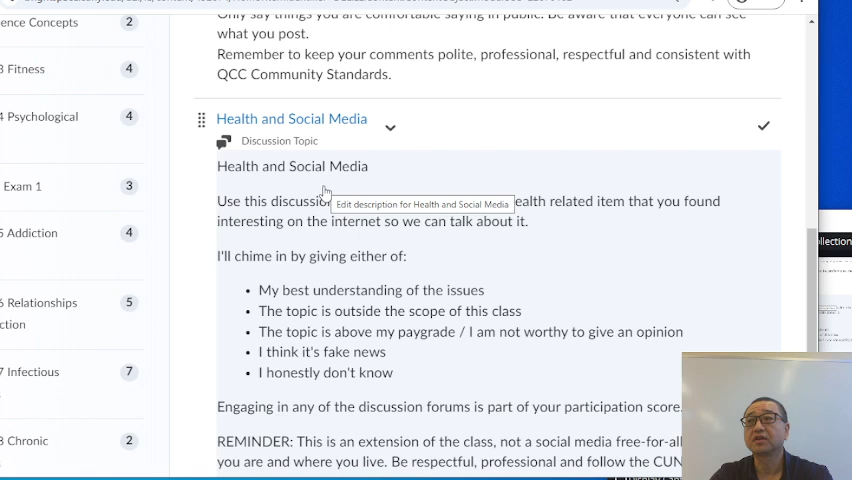 Only say things you are comfortable saying in public. Be aware that everyone can see
what you post.
Remember to keep your comments polite, professional, respectful and consistent with
QCC Community Standards.
ence Concepts 2
3 Fitness 4
4 Psychological 4
Exam 1 3
5 Addiction 4
6 Relationships 5
ction
7 Infectious 7
8 Chronic 2
Health and Social Media
Discussion Topic
Health and Social Media
Use this discussion
Edit description for Health and Social Media
ealth related item that you found
interesting on the internet so we can talk about it.
I'll chime in by giving either of:
• My best understanding of the issues
• The topic is outside the scope of this class
• The topic is above my paygrade / I am not worthy to give an opinion
• I think it's fake news
• I honestly don't know
Engaging in any of the discussion forums is part of your participation score.
REMINDER: This is an extension of the class, not a social media free-for-all
you are and where you live. Be respectful, professional and follow the CUN
ollection